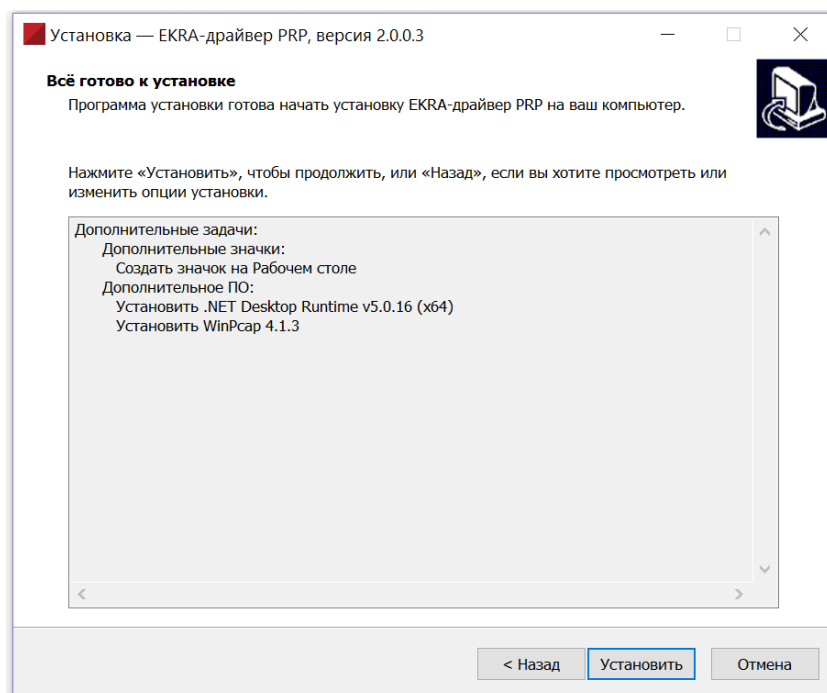 Установка — EKRA-драйвер PRP, версия 2.0.0.3
Всё готово к установке
Программа установки готова начать установку EKRA-драйвер PRP на ваш компьютер.
Нажмите «Установить», чтобы продолжить, или «Назад», если вы хотите просмотреть или
изменить опции установки.
Дополнительные задачи:
Дополнительные значки:
Создать значок на Рабочем столе
Дополнительное ПО:
Установить .NET Desktop Runtime v5.0.16 (x64)
Установить WinPcap 4.1.3
< Назад
Установить
Отмена